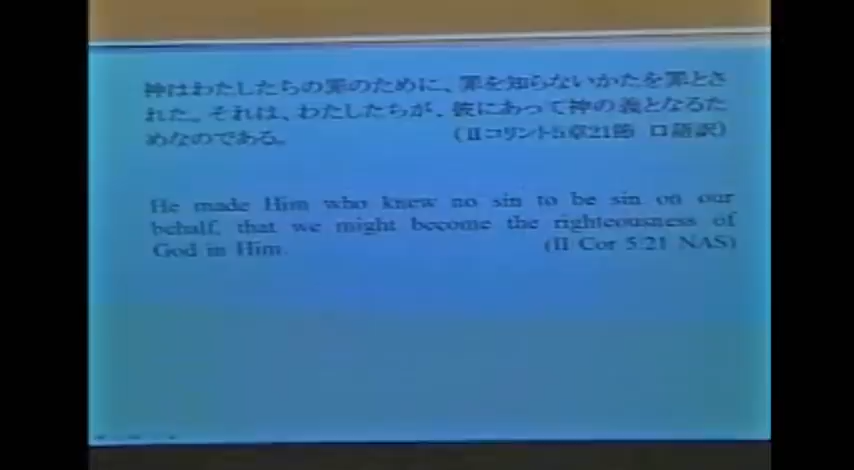 神はわたしたちの罪のために、罪を知らないかたを罪とさ
れた。それは、わたしたちが、彼にあって神の義となるた
めなのである。 (Ⅱコリント5章21節 口語訳)
He made Him who knew no sin to be sin on our
behalf, that we might become the righteousness of
God in Him. (II Cor 5:21 NAS)